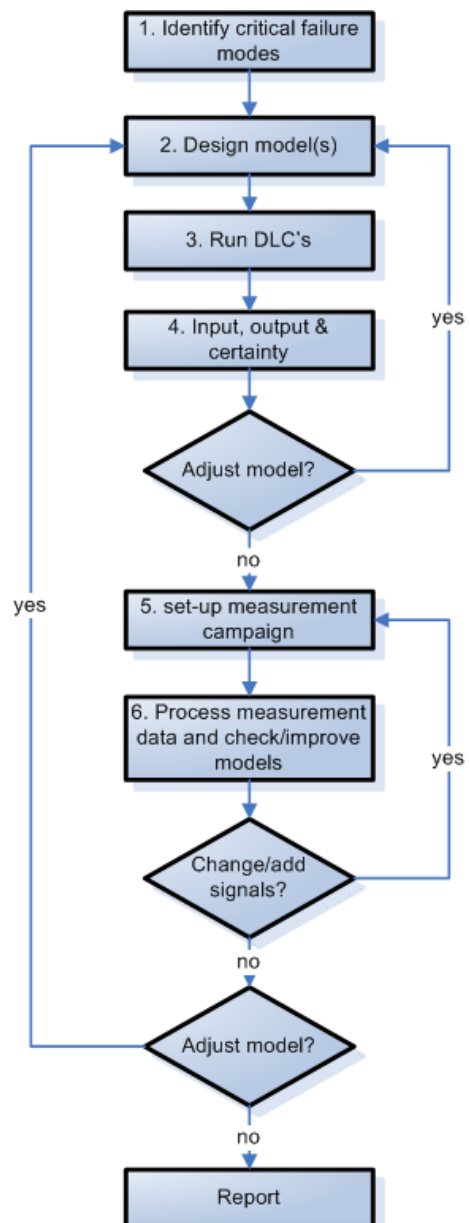 1. Identify critical failure
modes
2. Design model(s)
3. Run DLC's
4. Input, output &
certainty
yes
Adjust model?
no
yes
5. set-up measurement
campaign
6. Process measurement
data and check/improve
models
yes
Change/add
signals?
no
Adjust model?
no
Report